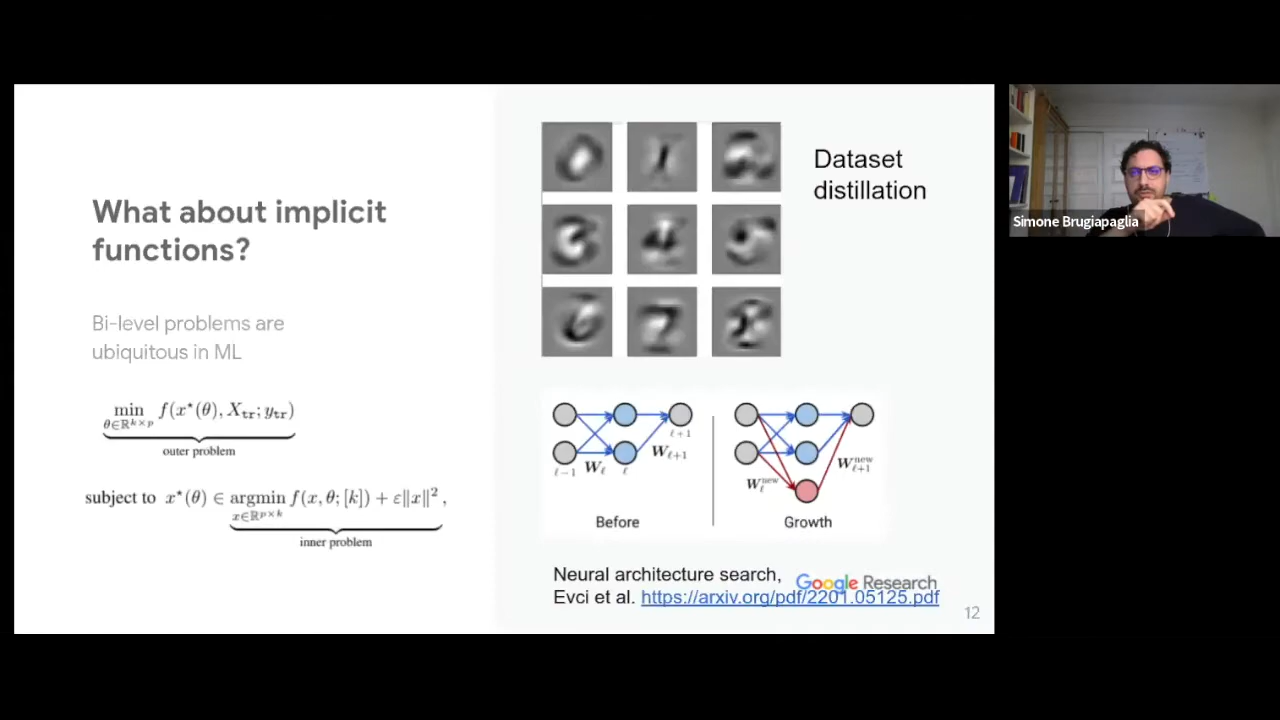 What about implicit
functions?
Bi-level problems are
ubiquitous in ML
min f(x⋆(θ), X_tr; y_tr)
θ∈ℝ^{k×p}
outer problem
subject to x⋆(θ) ∈ argmin f(x, θ; [k]) + ε‖x‖²,
x∈ℝ^{p×k}
inner problem
Dataset
distillation
ℓ−1 W_ℓ ℓ W_{ℓ+1} ℓ+1
Before
W_ℓ^{new} W_{ℓ+1}^{new}
Growth
Neural architecture search,
Evci et al. https://arxiv.org/pdf/2201.05125.pdf
Google Research
12
Simone Brugiapaglia